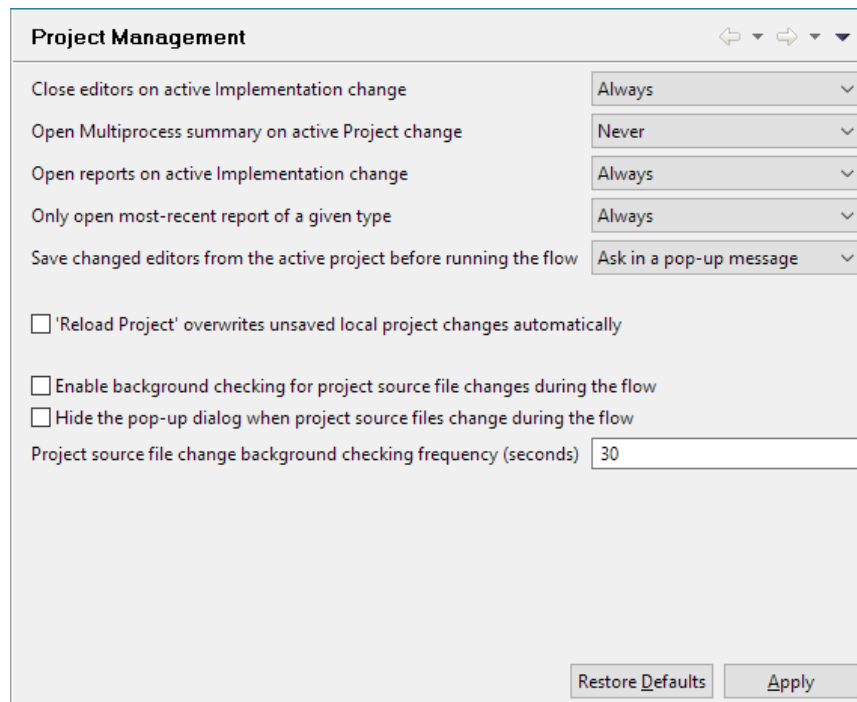 Project Management
Close editors on active Implementation change Always
Open Multiprocess summary on active Project change Never
Open reports on active Implementation change Always
Only open most-recent report of a given type Always
Save changed editors from the active project before running the flow Ask in a pop-up message
'Reload Project' overwrites unsaved local project changes automatically
Enable background checking for project source file changes during the flow
Hide the pop-up dialog when project source files change during the flow
Project source file change background checking frequency (seconds) 30
Restore Defaults Apply